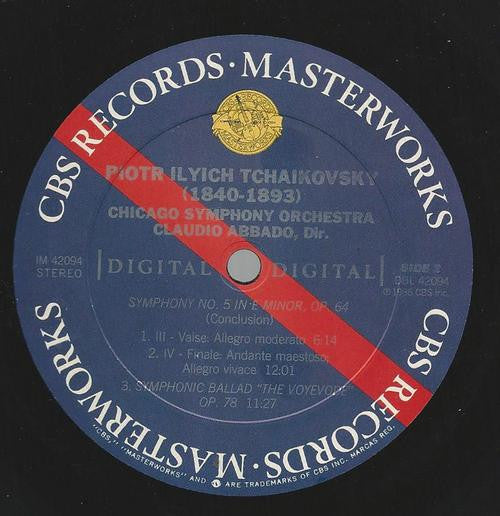 CBS RECORDS · MASTERWORKS
PIOTR ILYICH TCHAIKOVSKY
(1840-1893)
CHICAGO SYMPHONY ORCHESTRA
CLAUDIO ABBADO, Dir.
IM 42094
STEREO
DIGITAL DIGITAL
SIDE 2
DBL 42094
℗ 1986 CBS Inc.
SYMPHONY NO. 5 IN E MINOR, OP. 64
(Conclusion)
1. III - Valse: Allegro moderato 6:14
2. IV - Finale: Andante maestoso;
Allegro vivace 12:01
3. SYMPHONIC BALLAD "THE VOYEVODE"
OP. 78 11:27
CBS RECORDS · MASTERWORKS
"CBS," "MASTERWORKS" AND ARE TRADEMARKS OF CBS INC. MARCAS REG.